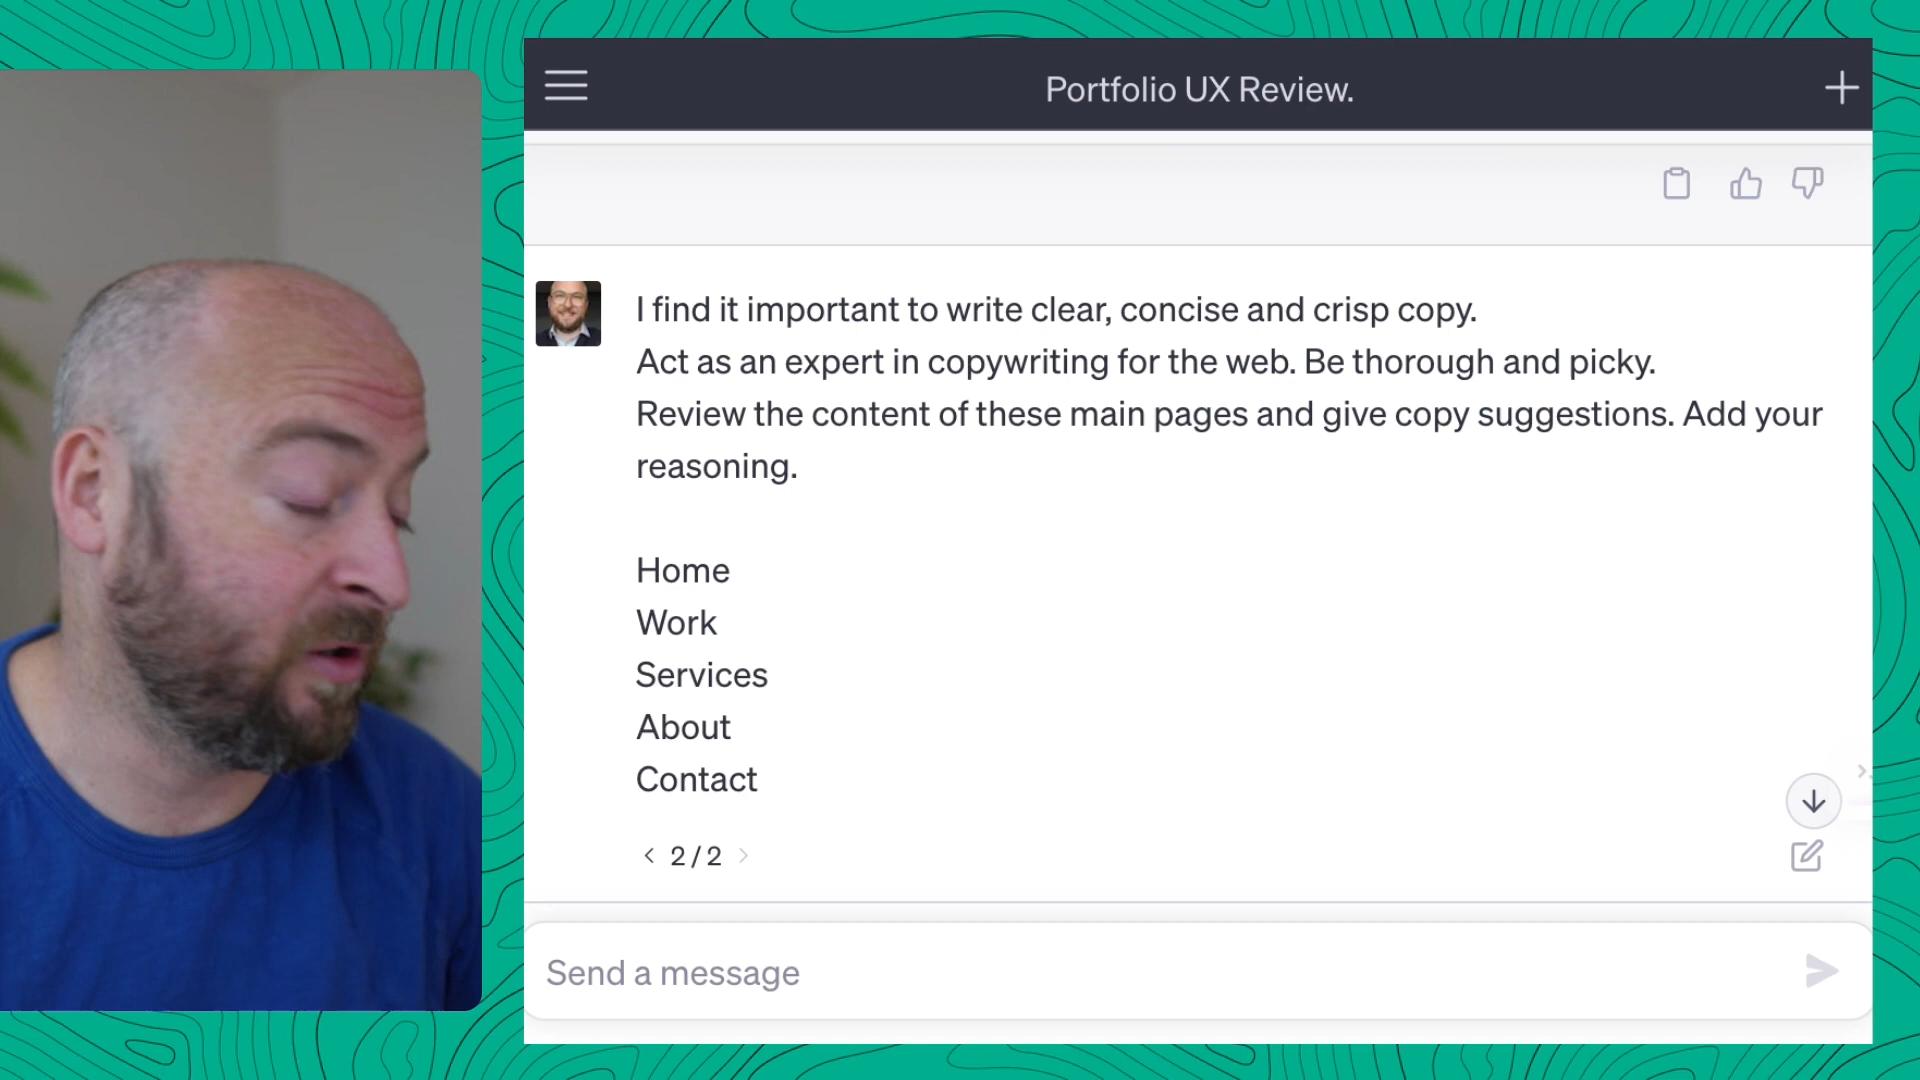 Portfolio UX Review.
I find it important to write clear, concise and crisp copy.
Act as an expert in copywriting for the web. Be thorough and picky.
Review the content of these main pages and give copy suggestions. Add your
reasoning.
Home
Work
Services
About
Contact
2 / 2
Send a message